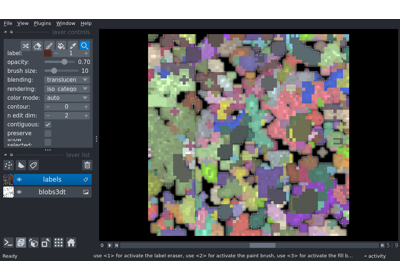 File View Plugins Window Help
layer controls
label: 1
opacity: 0.70
brush size: 10
blending: translucen
rendering: iso_catego
color mode: auto
contour: 0
n edit dim: 2
contiguous:
preserve
selected:
layer list
labels
blobs3dt
Ready
use <1> for activate the label eraser, use <2> for activate the paint brush, use <3> for activate the fill b...
activity